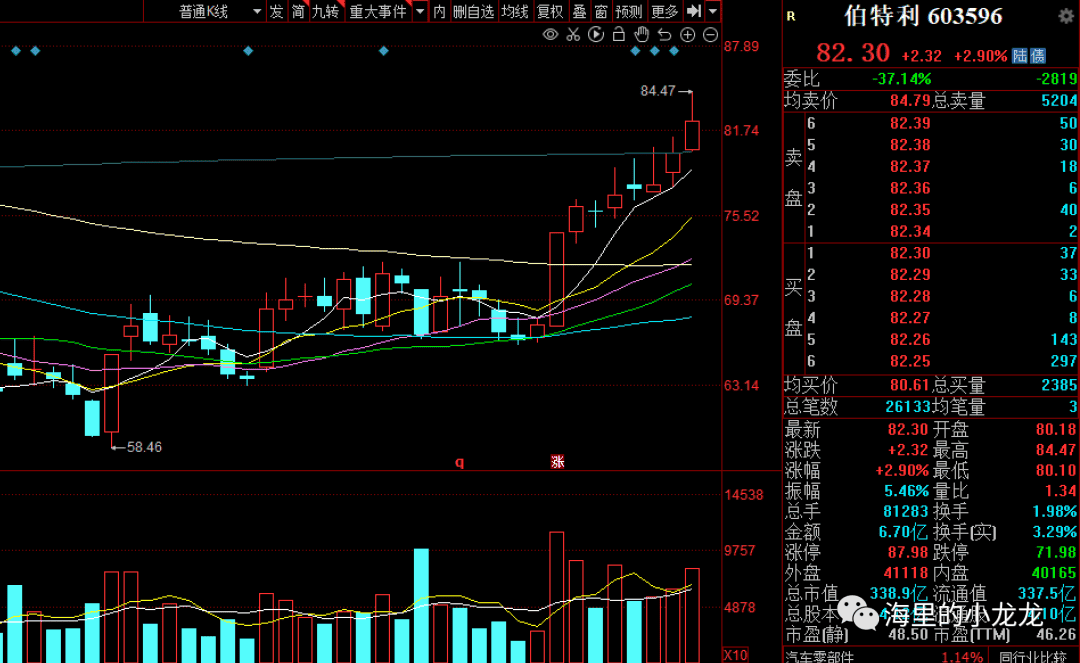 普通K线 发 简 九转 重大事件 内 删自选 均线 复权 叠 窗 预测 更多
R 伯特利 603596
82.30 +2.32 +2.90% 陆 债
委比 -37.14% -2819
均卖价 84.79 总卖量 5204
卖盘
6 82.39 50
5 82.38 30
4 82.37 18
3 82.36 6
2 82.35 40
1 82.34 2
买盘
1 82.30 37
2 82.29 33
3 82.28 6
4 82.27 8
5 82.26 143
6 82.25 297
均买价 80.61 总买量 2385
总笔数 26133 均笔量 3
最新 82.30 开盘 80.18
涨跌 +2.32 最高 84.47
涨幅 +2.90% 最低 80.10
振幅 5.46% 量比 1.34
总手 81283 换手 1.98%
金额 6.70亿 换手(实) 3.29%
涨停 87.98 跌停 71.98
外盘 41118 内盘 40165
总市值 338.9亿 流通值 337.5亿
总股本
市盈(静) 48.50 市盈(TTM) 46.26
汽车零部件 1.14% 同行业比较
87.89
84.47
81.74
75.52
69.37
63.14
58.46
q 涨
14538
9757
4878
X10
海里的小龙龙